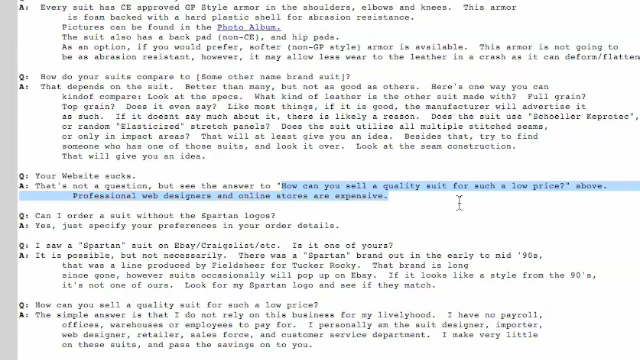 A: Every suit has CE approved GP Style armor in the shoulders, elbows and knees. This armor
is foam backed with a hard plastic shell for abrasion resistance.
Pictures can be found in the Photo Album.
The suit also has a back pad (non-CE), and hip pads.
As an option, if you would prefer, softer (non-GP style) armor is available. This armor is not going to
be as abrasion resistant, however, it may allow less wear to the leather in a crash as it can deform/flatten
Q: How do your suits compare to [Some other name brand suit]?
A: That depends on the suit. Better than many, but not as good as others. Here's one way you can
kindof compare: Look at the specs. What kind of leather is the other suit made with? Full grain?
Top grain? Does it even say? Like most things, if it is good, the manufacturer will advertise it
as such. If it doesnt say much about it, there is likely a reason. Does the suit use "Schoeller Keprotec",
or random "Elasticized" stretch panels? Does the suit utilize all multiple stitched seams,
or only in impact areas? That will at least give you an idea. Besides that, try to find
someone who has one of those suits, and look it over. Look at the seam construction.
That will give you an idea.
Q: Your Website sucks.
A: That's not a question, but see the answer to "How can you sell a quality suit for such a low price?" above.
Professional web designers and online stores are expensive.
Q: Can I order a suit without the Spartan logos?
A: Yes, just specify your preferences in your order details.
Q: I saw a "Spartan" suit on Ebay/Craigslist/etc. Is it one of yours?
A: It is possible, but not necessarily. There was a "Spartan" brand out in the early to mid '90s,
that was a line produced by Fieldsheer for Tucker Rocky. That brand is long
since gone, however suits occasionally will pop up on Ebay. If it looks like a style from the 90's,
it's not one of ours. Look for my Spartan logo and see if they match.
Q: How can you sell a quality suit for such a low price?
A: The simple answer is that I do not rely on this business for my livelyhood. I have no payroll,
offices, warehouses or employees to pay for. I personally am the suit designer, importer,
web designer, retailer, sales force, and customer service department. I make very little
on these suits, and pass the savings on to you.